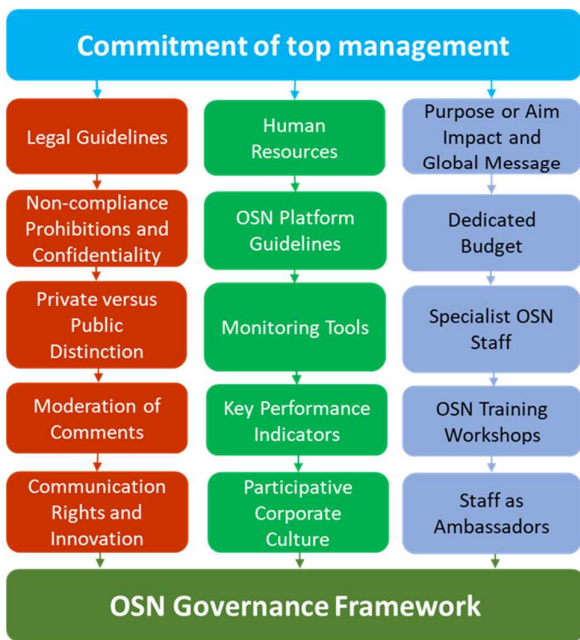 Commitment of top management
Legal Guidelines
Non-compliance
Prohibitions and
Confidentiality
Private versus
Public
Distinction
Moderation of
Comments
Communication
Rights and
Innovation
Human
Resources
OSN Platform
Guidelines
Monitoring Tools
Key Performance
Indicators
Participative
Corporate
Culture
Purpose or Aim
Impact and
Global Message
Dedicated
Budget
Specialist OSN
Staff
OSN Training
Workshops
Staff as
Ambassadors
OSN Governance Framework